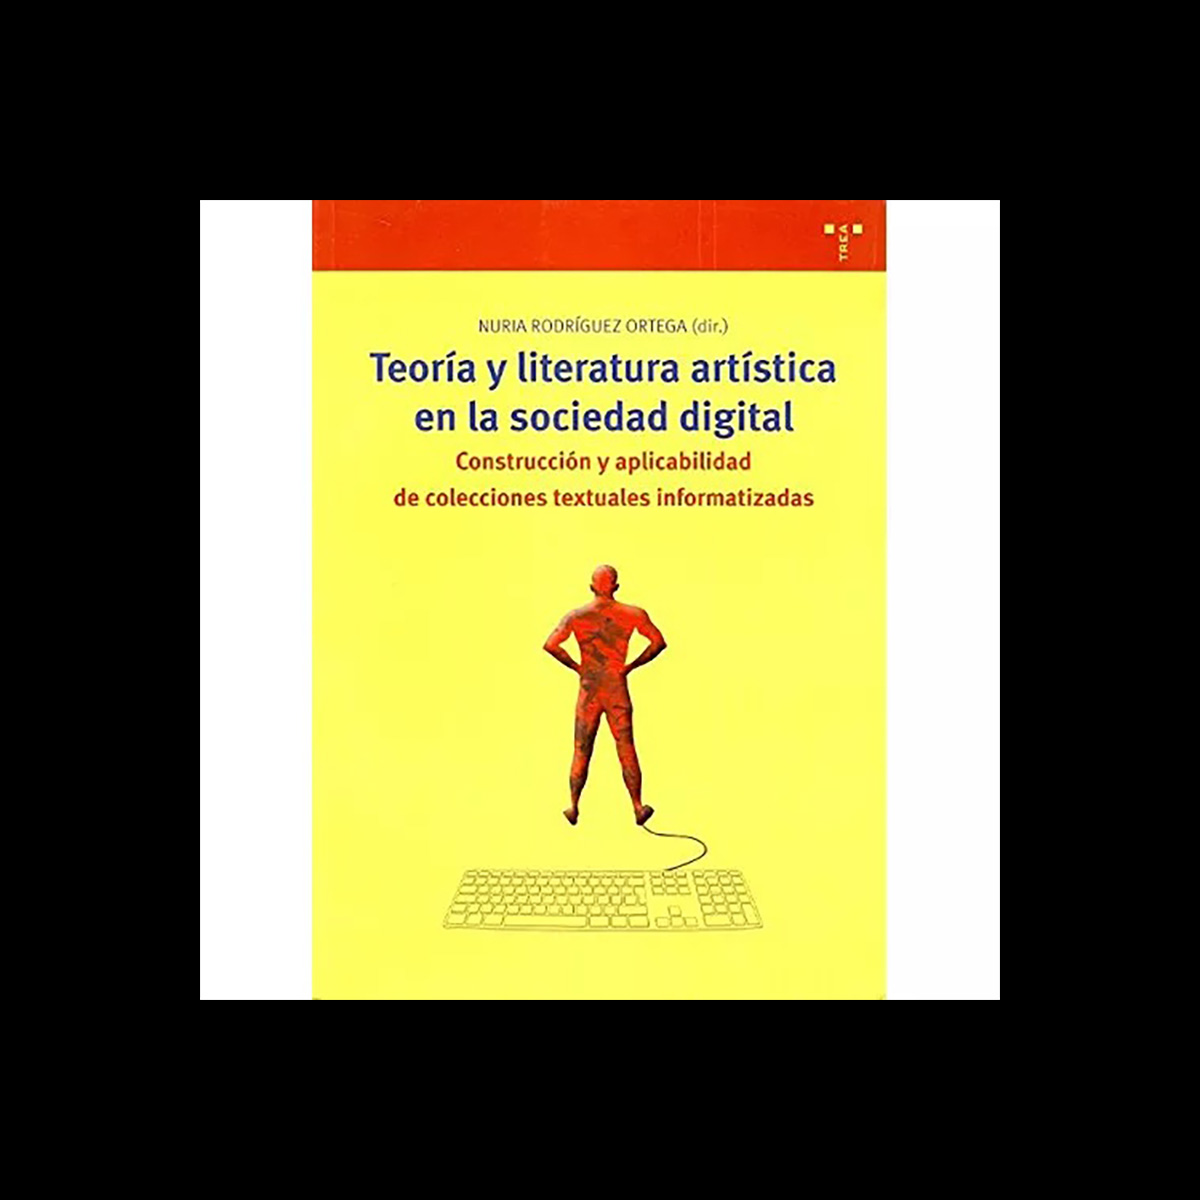 TREA
NURIA RODRÍGUEZ ORTEGA (dir.)
Teoría y literatura artística
en la sociedad digital
Construcción y aplicabilidad
de colecciones textuales informatizadas